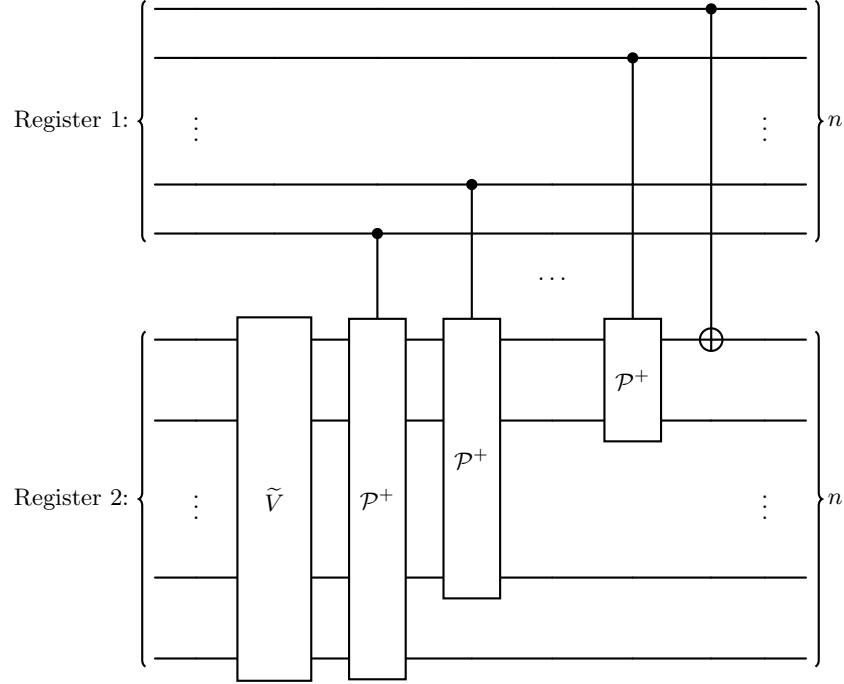 Register 1:
⋮
⋮
n
⋯
𝒫⁺
𝒫⁺
Register 2:
⋮
Ṽ
𝒫⁺
⋮
n